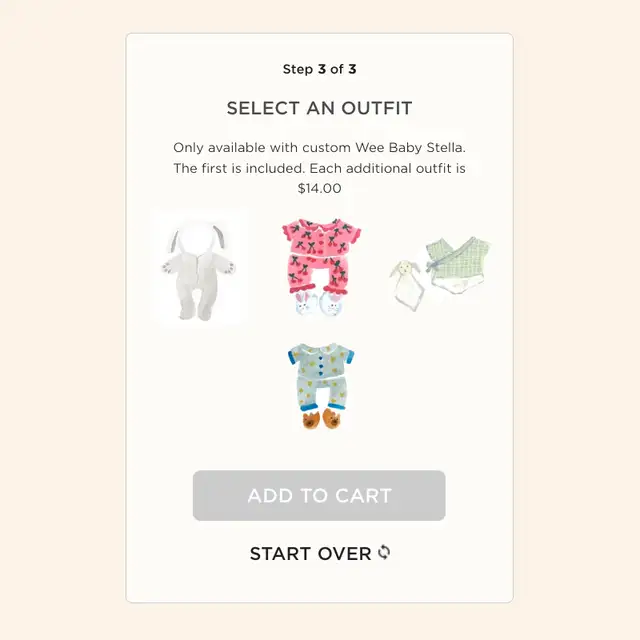 Step 3 of 3
SELECT AN OUTFIT
Only available with custom Wee Baby Stella.
The first is included. Each additional outfit is
$14.00
ADD TO CART
START OVER